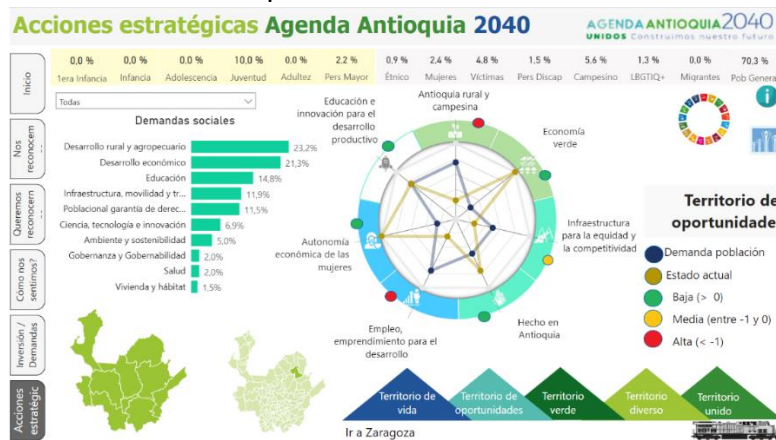 Acciones estratégicas Agenda Antioquia 2040
AGENDA ANTIOQUIA 2040
UNIDOS Construimos nuestro futuro
0,0 % 0,0 % 0,0 % 10,0 % 0.0 % 2.2 % 0.9 % 2.4 % 4.8 % 1.5 % 5.6 % 1.3 % 0.0 % 70.3 %
1era Infancia Infancia Adolescencia Juventud Adultez Pers Mayor Étnico Mujeres Víctimas Pers Discap Campesino LBGTIQ+ Migrantes Pob Genera
Inicio
Nos
reconocem
Queremos
reconocern
Cómo nos
sentimos?
Inversión /
Demandas
Acciones
estratégic
Todas
Demandas sociales
Desarrollo rural y agropecuario 23,2%
Desarrollo económico 21,3%
Educación 14,8%
Infraestructura, movilidad y tr... 11,9%
Poblacional garantía de derec... 11,5%
Ciencia, tecnología e innovación 6,9%
Ambiente y sostenibilidad 5,0%
Gobernanza y Gobernabilidad 2,0%
Salud 2,0%
Vivienda y hábitat 1,5%
Antioquia rural y
campesina
Educación e
innovación para el
desarrollo
productivo
Economía
verde
Infraestructura
para la equidad y
la competitividad
Autonomía
económica de las
mujeres
Hecho en
Antioquia
Empleo,
emprendimiento para el
desarrollo
Territorio de
oportunidade
Demanda población
Estado actual
Baja (> 0)
Media (entre -1 y 0)
Alta (< -1)
Territorio de
vida
Territorio de
oportunidades
Territorio
verde
Territorio
diverso
Territorio
unido
Ir a Zaragoza